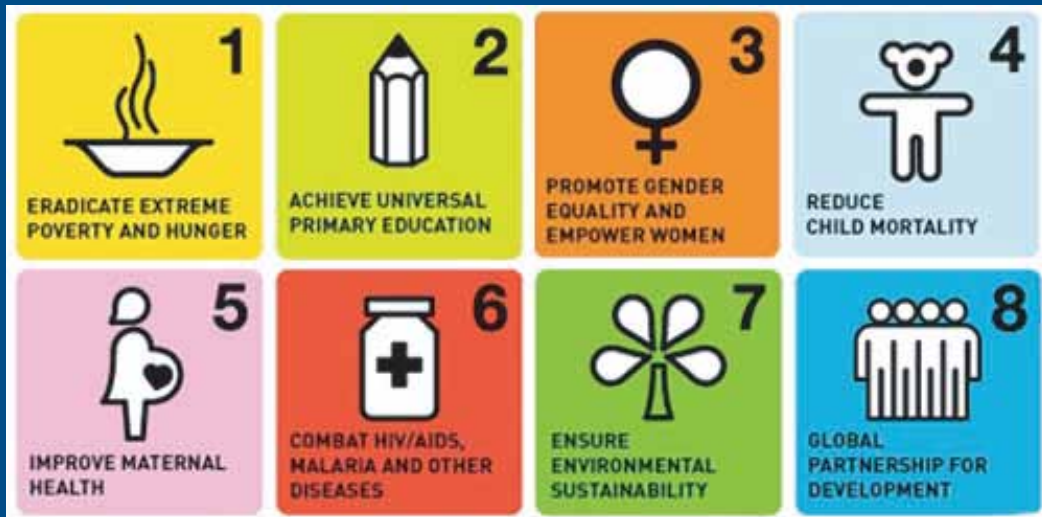 1
ERADICATE EXTREME
POVERTY AND HUNGER
2
ACHIEVE UNIVERSAL
PRIMARY EDUCATION
3
PROMOTE GENDER
EQUALITY AND
EMPOWER WOMEN
4
REDUCE
CHILD MORTALITY
5
IMPROVE MATERNAL
HEALTH
6
COMBAT HIV/AIDS,
MALARIA AND OTHER
DISEASES
7
ENSURE
ENVIRONMENTAL
SUSTAINABILITY
8
GLOBAL
PARTNERSHIP FOR
DEVELOPMENT